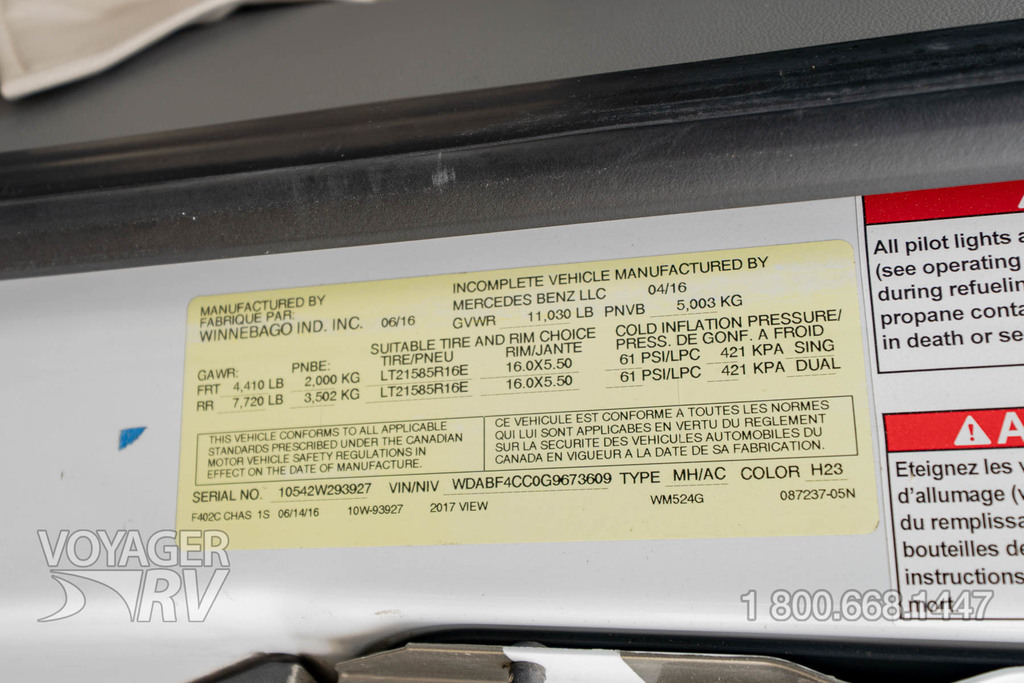 MANUFACTURED BY
FABRIQUE PAR:
WINNEBAGO IND. INC. 06/16
INCOMPLETE VEHICLE MANUFACTURED BY
MERCEDES BENZ LLC 04/16
GVWR 11,030 LB PNVB 5,003 KG
SUITABLE TIRE AND RIM CHOICE
COLD INFLATION PRESSURE/
GAWR: PNBE: TIRE/PNEU RIM/JANTE PRESS. DE GONF. A FROID
FRT 4,410 LB 2,000 KG LT21585R16E 16.0X5.50 61 PSI/LPC 421 KPA SING
RR 7,720 LB 3,502 KG LT21585R16E 16.0X5.50 61 PSI/LPC 421 KPA DUAL
THIS VEHICLE CONFORMS TO ALL APPLICABLE
STANDARDS PRESCRIBED UNDER THE CANADIAN
MOTOR VEHICLE SAFETY REGULATIONS IN
EFFECT ON THE DATE OF MANUFACTURE.
CE VEHICULE EST CONFORME A TOUTES LES NORMES
QUI LUI SONT APPLICABES EN VERTU DU REGLEMENT
SUR LA SECURITE DES VEHICULES AUTOMOBILES DU
CANADA EN VIGUEUR A LA DATE DE SA FABRICATION.
SERIAL NO. 10542W293927 VIN/NIV WDABF4CC0G9673609 TYPE MH/AC COLOR H23
F402C CHAS 1S 06/14/16 10W-93927 2017 VIEW WM524G 087237-05N
All pilot lights a
(see operating
during refuelin
propane conta
in death or se
A
Eteignez les v
d'allumage (v
du remplissa
bouteilles de
instructions
mort.
VOYAGER
RV
1 800.668.1447